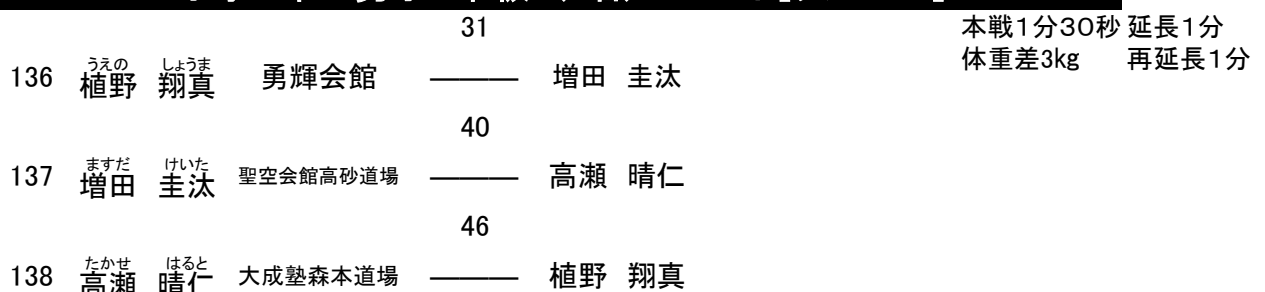 31
本戦1分30秒 延長1分
体重差3kg 再延長1分
うえの しょうま
136 植野 翔真 勇輝会館 ――― 増田 圭汰
40
ますだ けいた
137 増田 圭汰 聖空会館高砂道場 ――― 高瀬 晴仁
46
たかせ はると
138 高瀬 晴仁 大成塾森本道場 ――― 植野 翔真